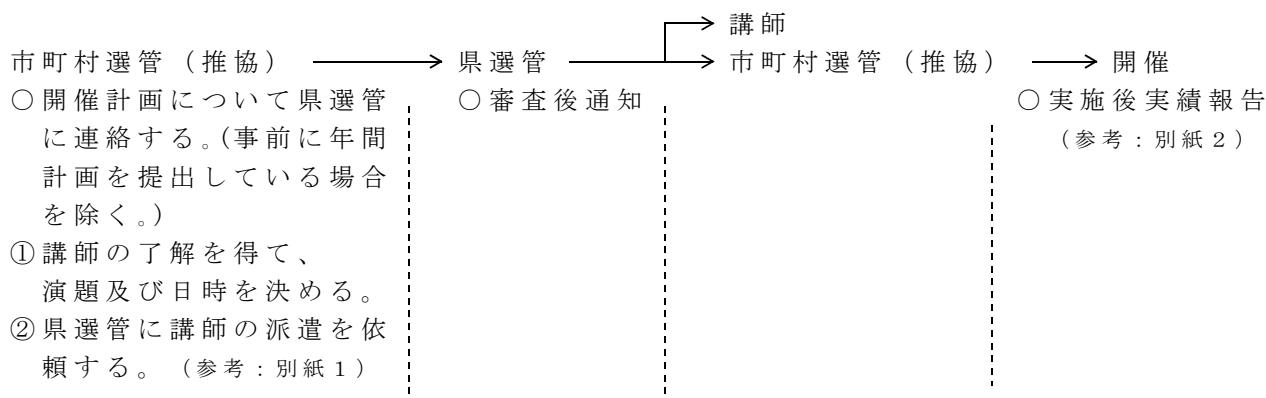 講師
市町村選管（推協） 県選管 市町村選管（推協） 開催
○開催計画について県選管
に連絡する。(事前に年間
計画を提出している場合
を除く。)
①講師の了解を得て、
演題及び日時を決める。
②県選管に講師の派遣を依
頼する。（参考：別紙１）
○審査後通知
○実施後実績報告
（参考：別紙２）